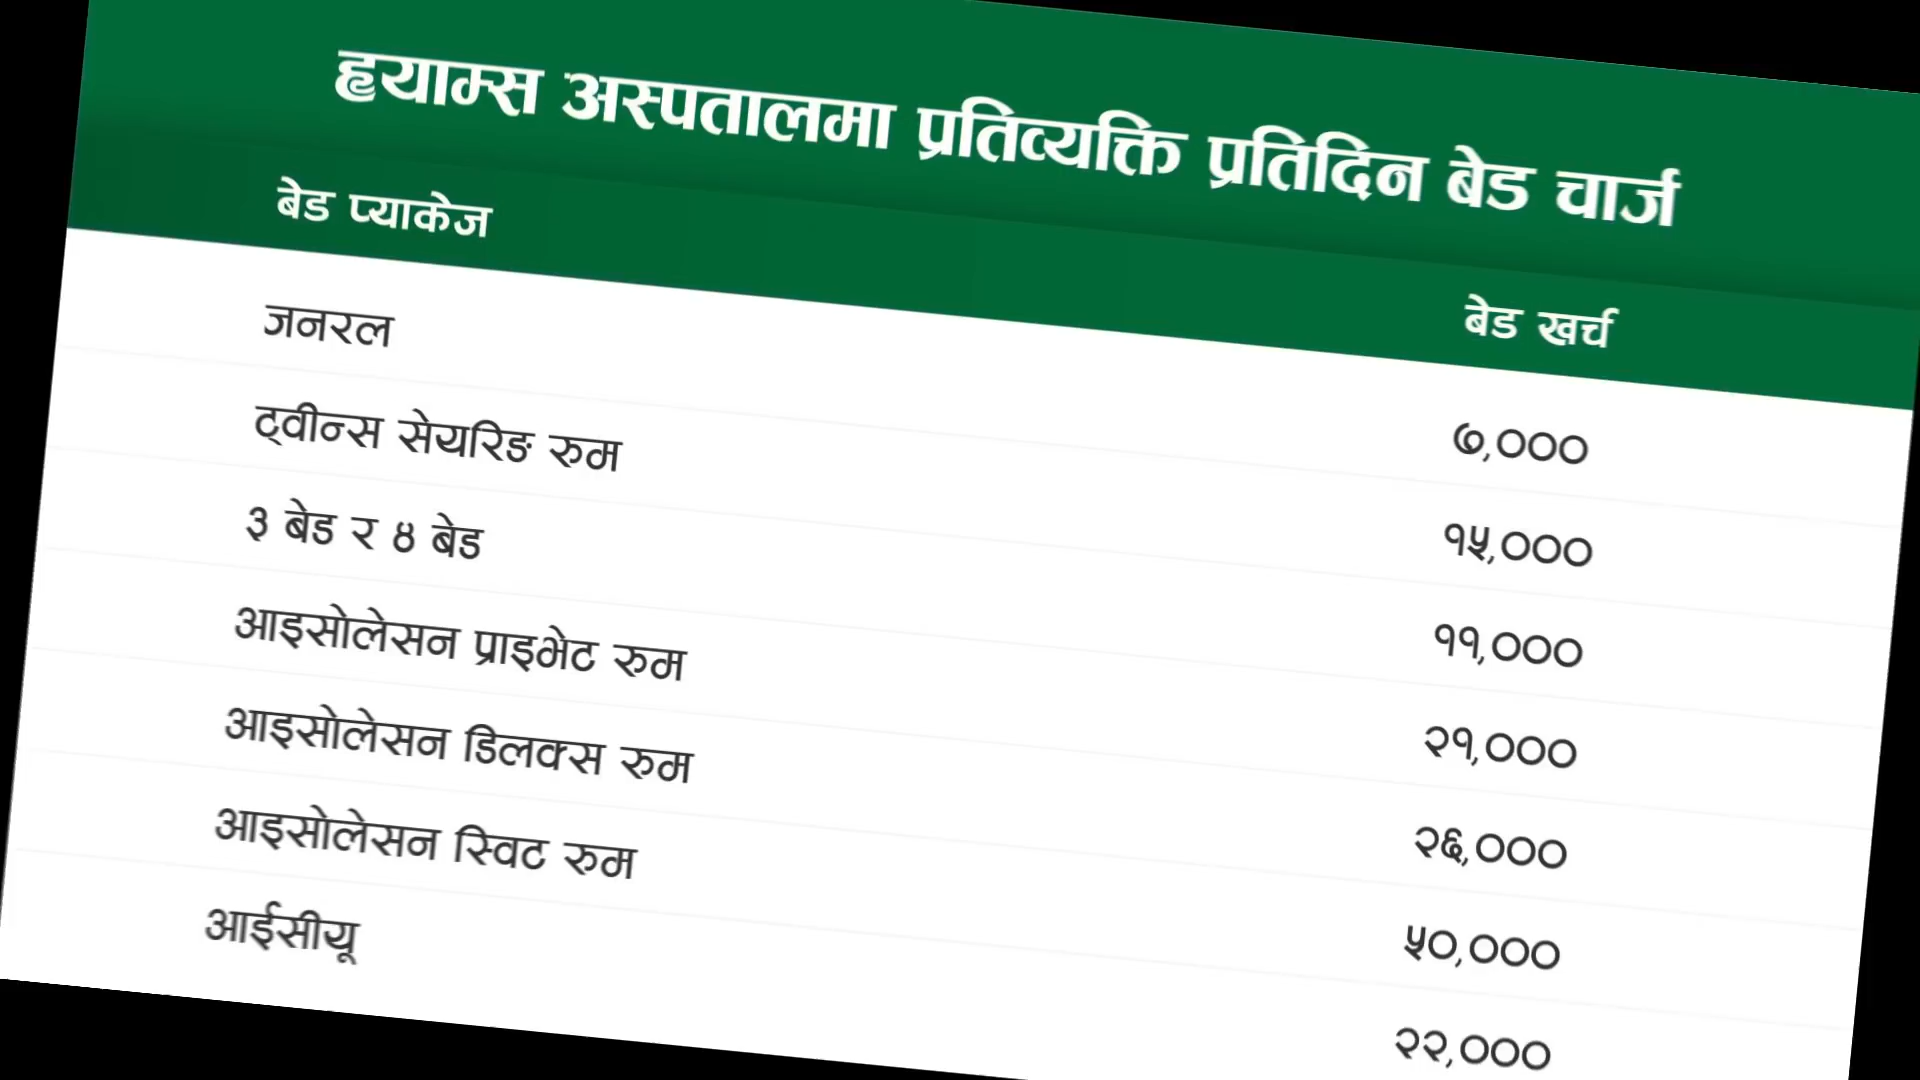 ह्याम्स अस्पतालमा प्रतिव्यक्ति प्रतिदिन बेड चार्ज
बेड प्याकेज बेड खर्च
जनरल ७,०००
ट्वीन्स सेयरिङ रुम १५,०००
३ बेड र ४ बेड ११,०००
आइसोलेसन प्राइभेट रुम २१,०००
आइसोलेसन डिलक्स रुम २६,०००
आइसोलेसन स्विट रुम ५०,०००
आईसीयू २२,०००